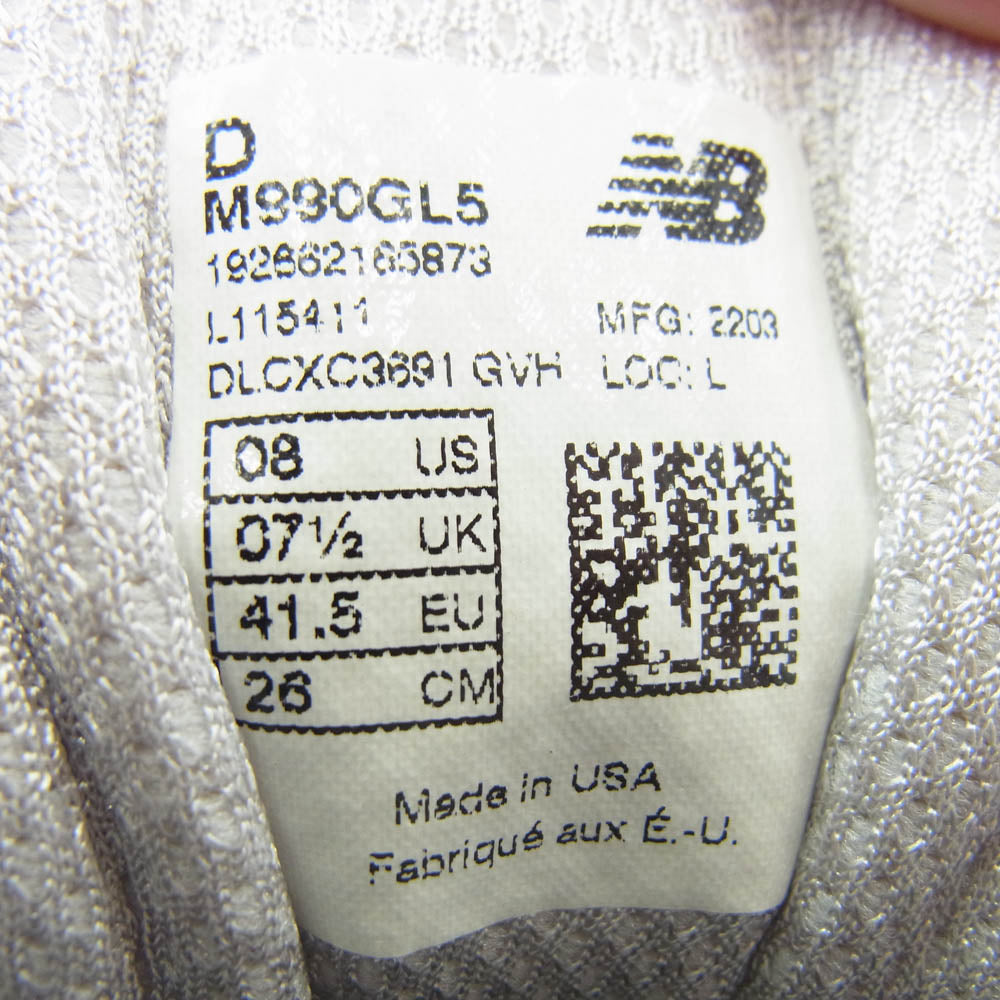 D
M990GL5
NB
192662165873
L115411
MFG: 2203
DLCXC3691 GVH
LOC: L
08 US
07½ UK
41.5 EU
26 CM
Made in USA
Fabriqué aux É.-U.